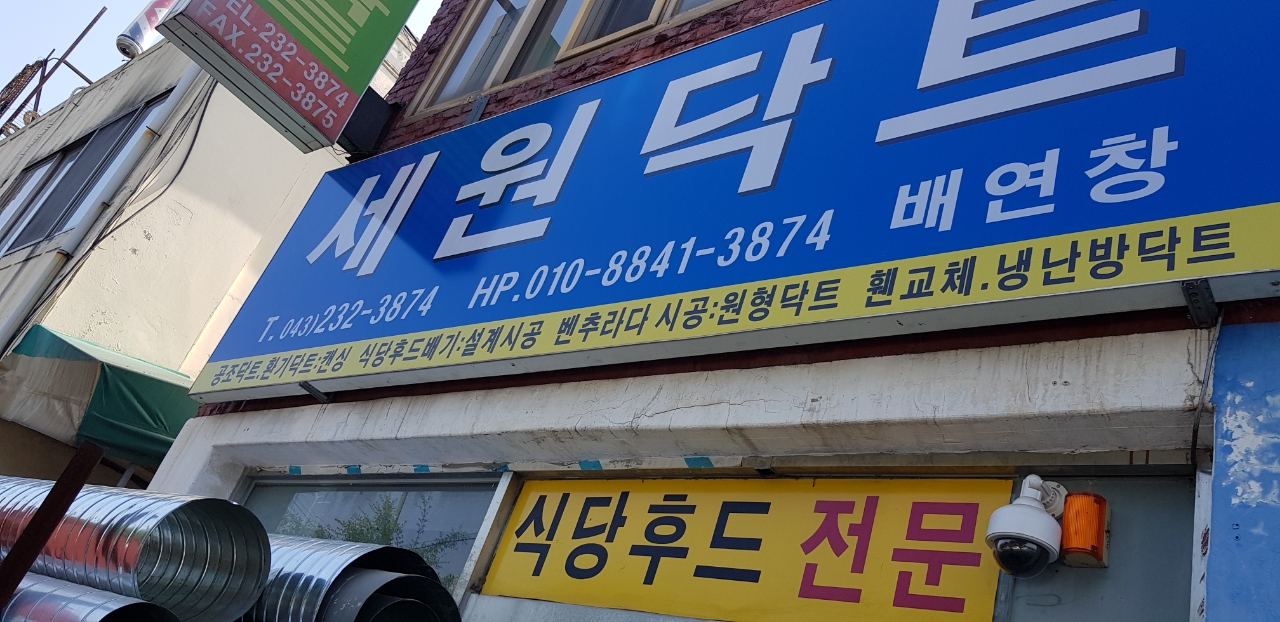 TEL.232-3874
FAX.232-3875
세원닥트
T.043)232-3874 HP.010-8841-3874 배연창
공조닥트.환기닥트:캔싱 식당후드배기:설계시공 벤추라다시공:원형닥트 휀교체.냉난방닥트
식당후드전문